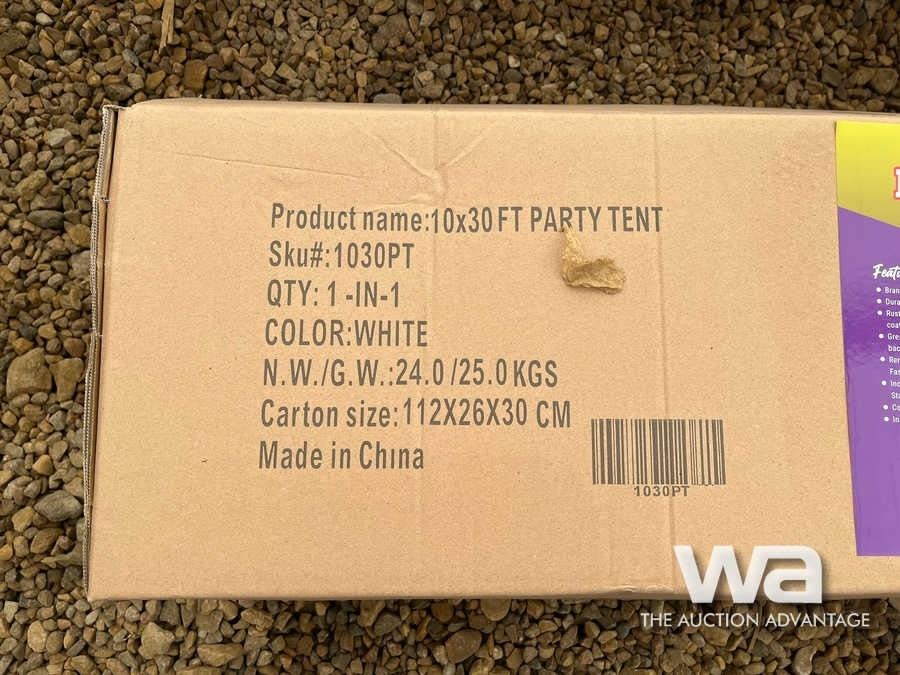 Product name:10x30 FT PARTY TENT
Sku#:1030PT
QTY: 1 -IN-1
COLOR:WHITE
N.W./G.W.:24.0 /25.0 KGS
Carton size:112X26X30 CM
Made in China
1030PT
wa
THE AUCTION ADVANTAGE